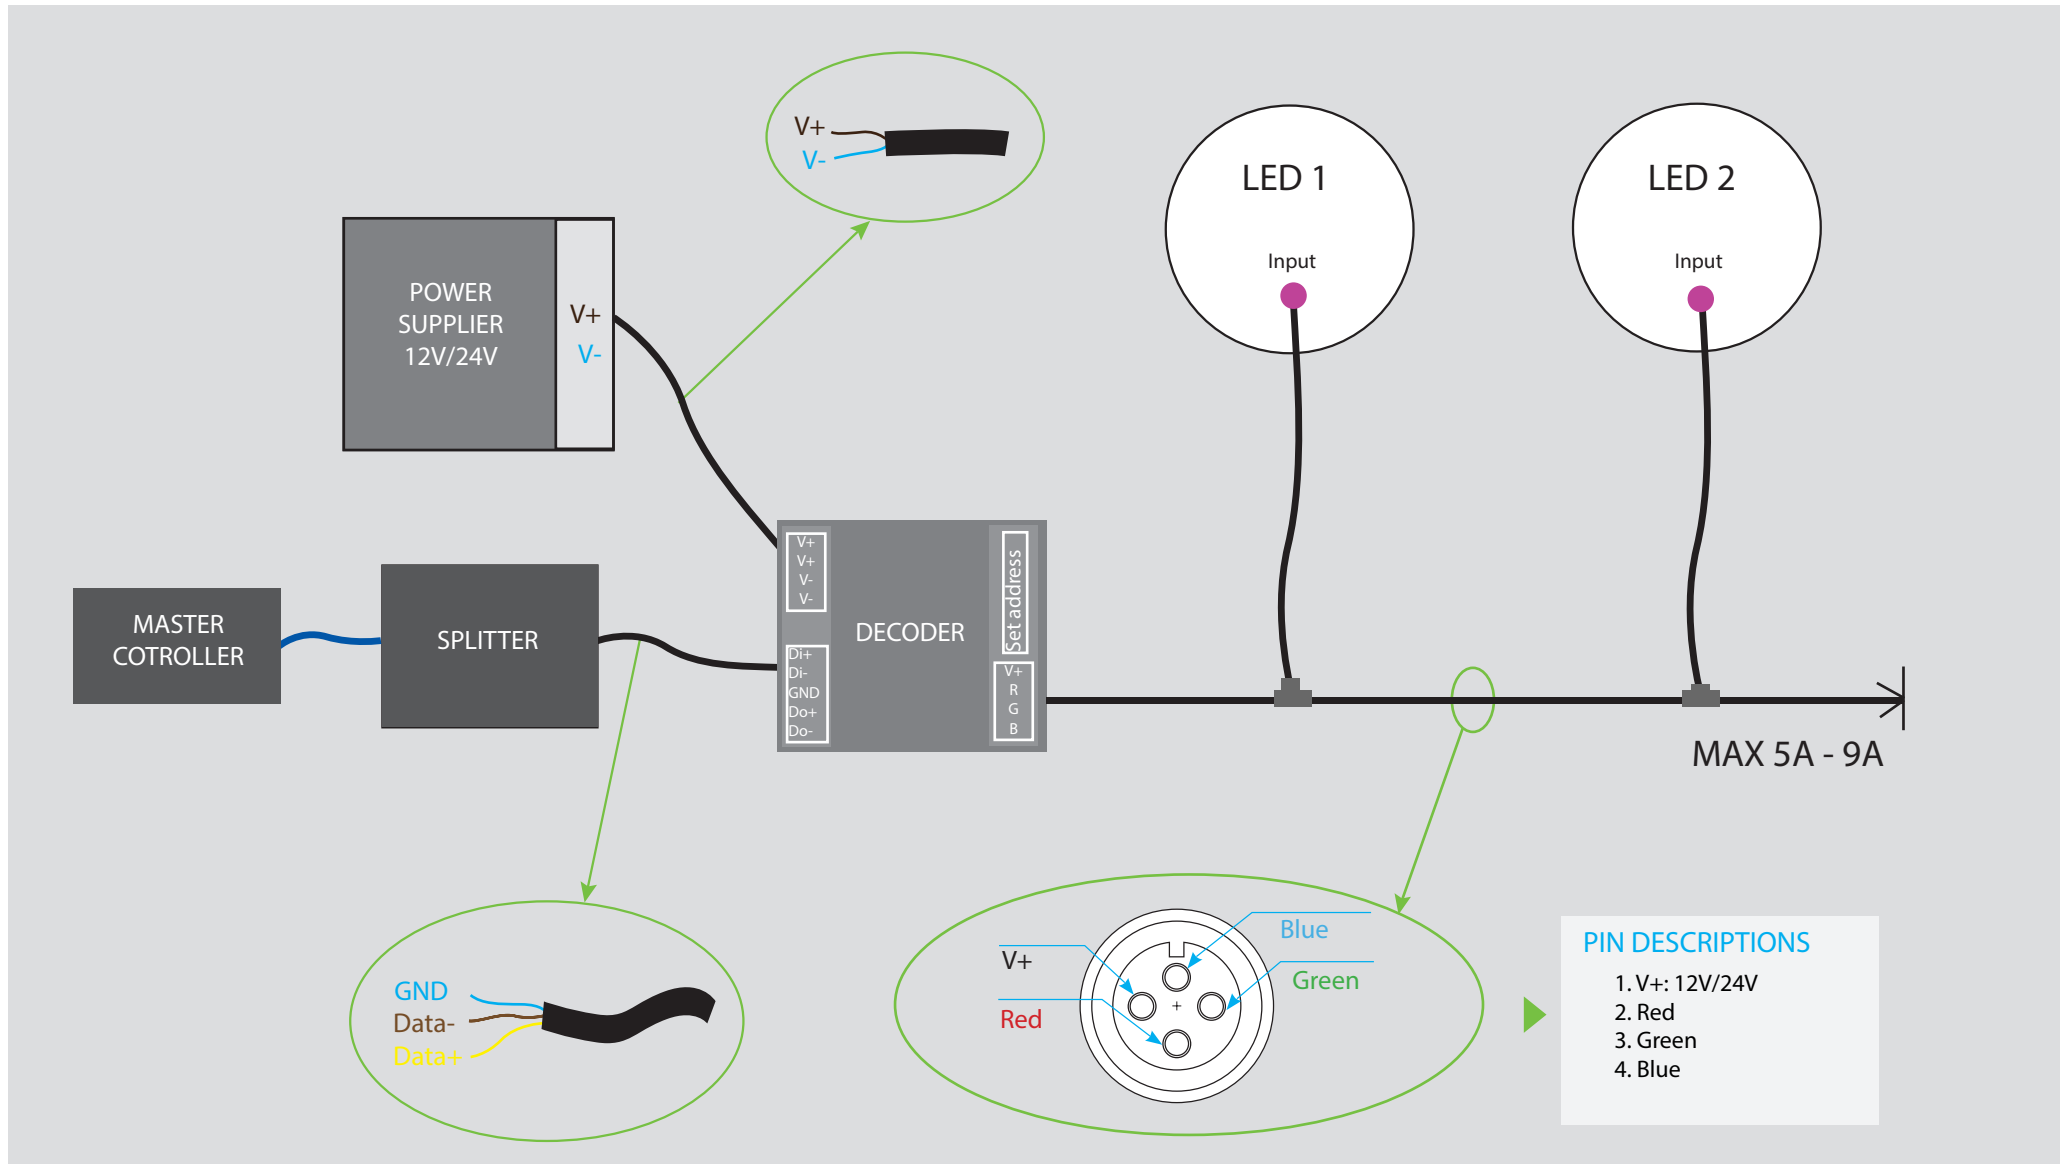 V+
V-
LED 1
Input
LED 2
Input
POWER
SUPPLIER
12V/24V
V+
V-
MASTER
COTROLLER
SPLITTER
V+
V+
V-
V-
Di+
Di-
GND
Do+
Do-
DECODER
Set address
V+
R
G
B
MAX 5A - 9A
GND
Data-
Data+
V+
Red
Blue
Green
PIN DESCRIPTIONS
1. V+: 12V/24V
2. Red
3. Green
4. Blue